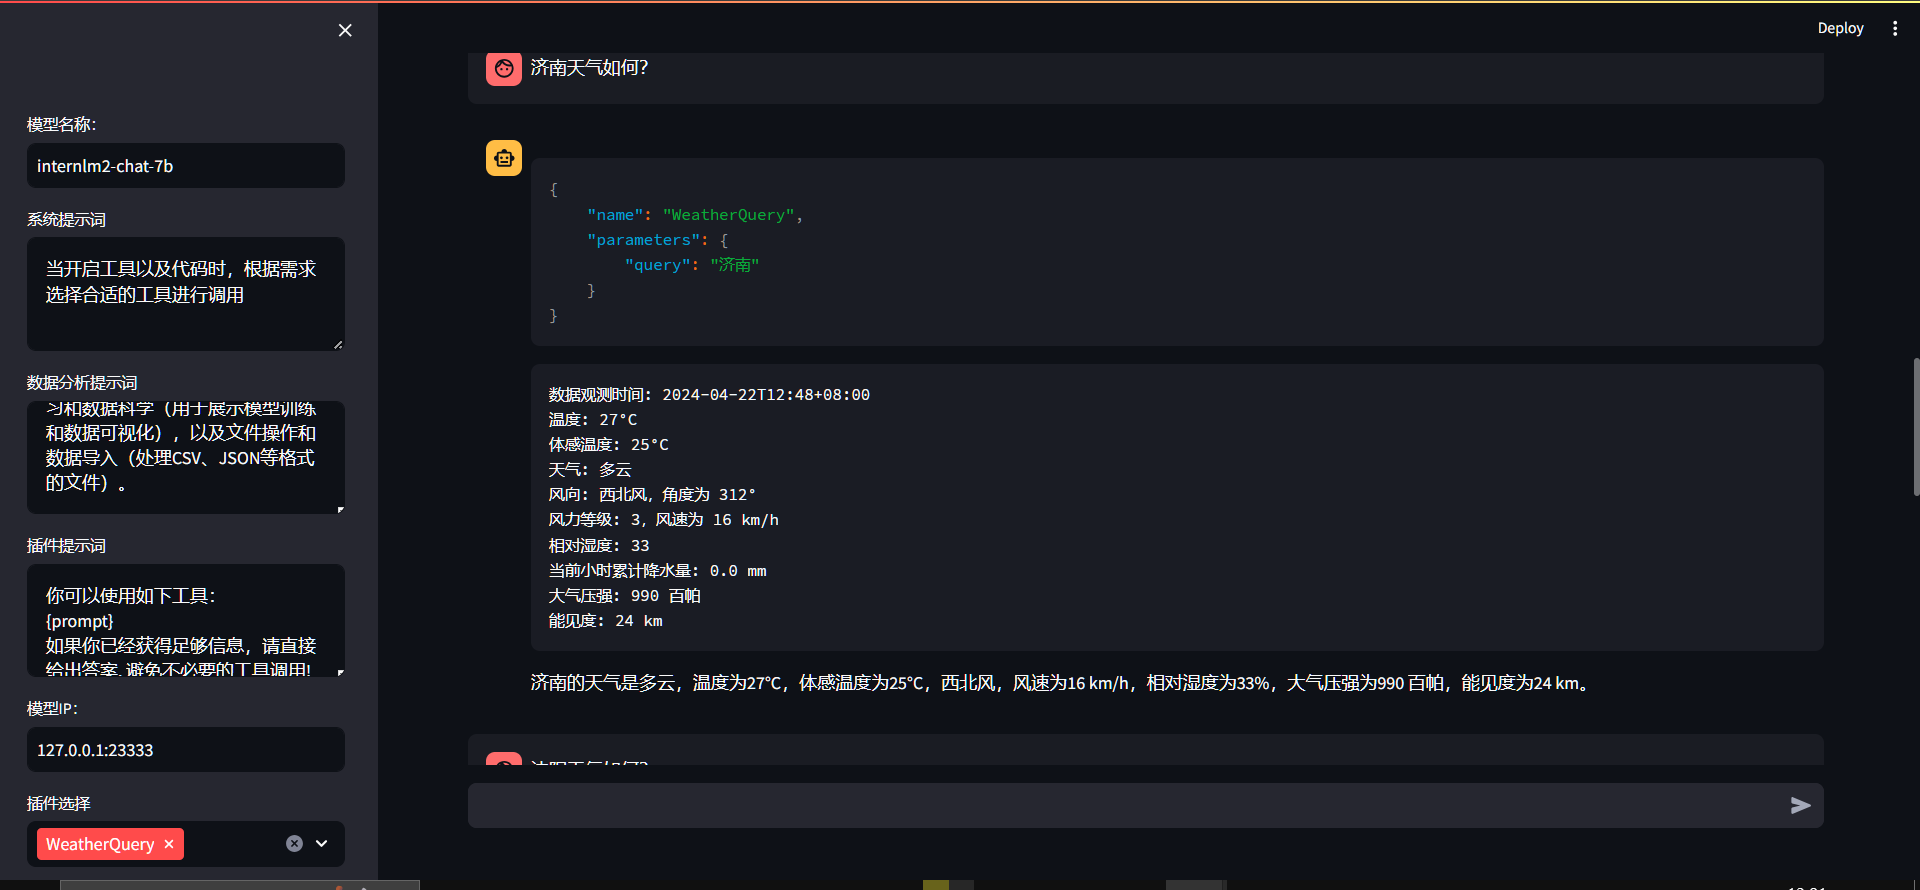 Deploy
模型名称：
internlm2-chat-7b
系统提示词
当开启工具以及代码时，根据需求
选择合适的工具进行调用
数据分析提示词
习和数据科学（用于展示模型训练
和数据可视化），以及文件操作和
数据导入（处理CSV、JSON等格式
的文件）。
插件提示词
你可以使用如下工具：
{prompt}
如果你已经获得足够信息，请直接
给出答案. 避免不必要的工具调用!
模型IP：
127.0.0.1:23333
插件选择
WeatherQuery
济南天气如何？
{
"name": "WeatherQuery",
"parameters": {
"query": "济南"
}
}
数据观测时间: 2024-04-22T12:48+08:00
温度: 27°C
体感温度: 25°C
天气: 多云
风向: 西北风，角度为 312°
风力等级: 3，风速为 16 km/h
相对湿度: 33
当前小时累计降水量: 0.0 mm
大气压强: 990 百帕
能见度: 24 km
济南的天气是多云，温度为27℃，体感温度为25℃，西北风，风速为16 km/h，相对湿度为33%，大气压强为990 百帕，能见度为24 km。